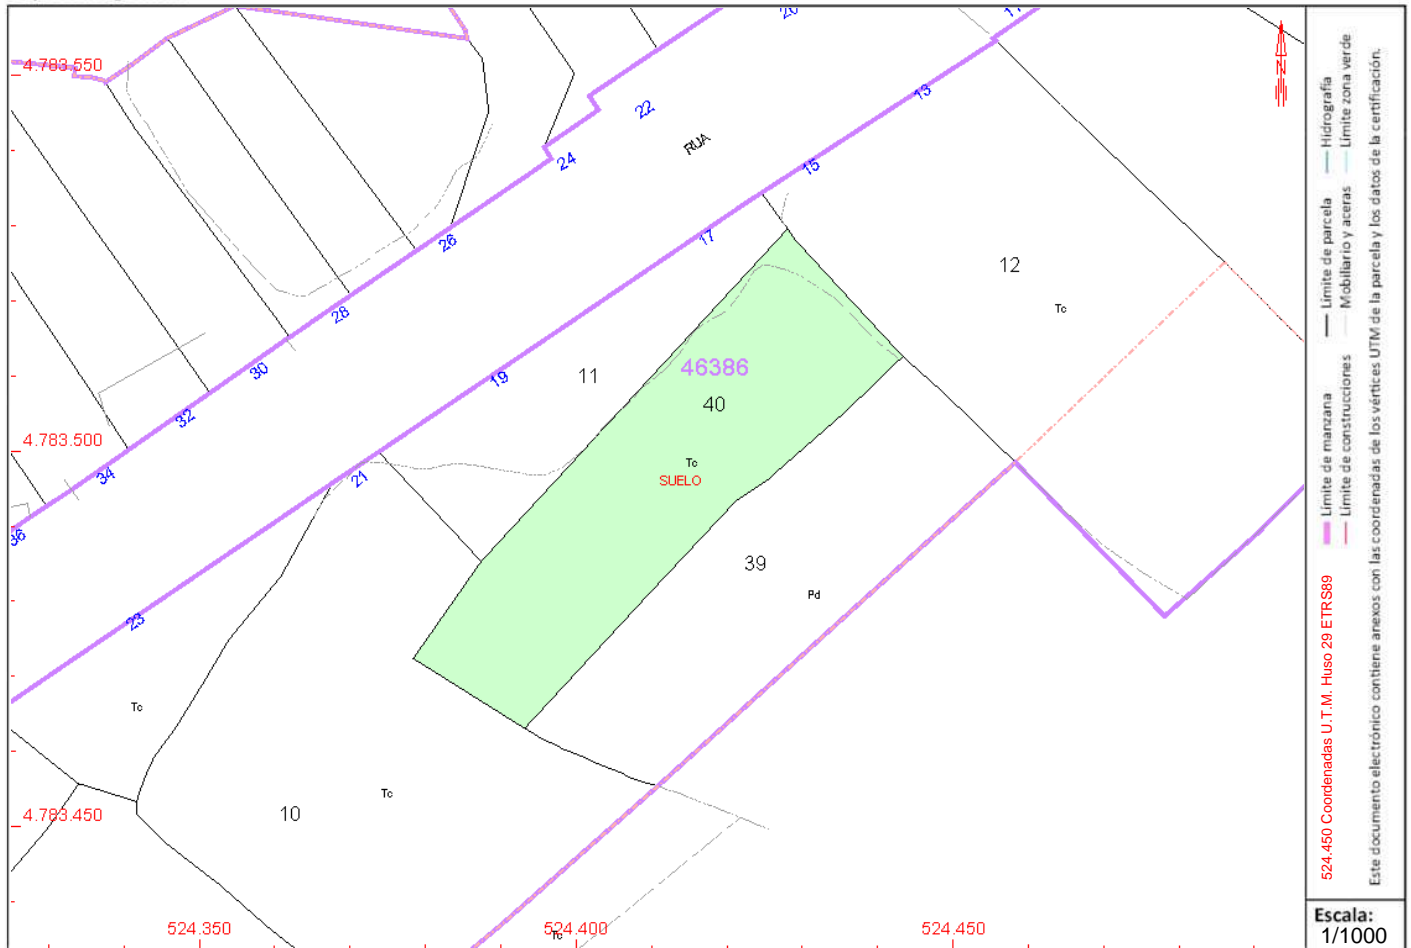 4.783.550
20
17
22
13
RUA
24
15
26
17
12
28
Tc
30
11
46386
19
40
32
4.783.500
Tc
SUELO
34
21
36
39
Pd
23
Tc
Tc
10
4.783.450
524.350
524.400
524.450
Tc
N
Límite de manzana
Límite de parcela
Hidrografía
Límite de construcciones
Mobiliario y aceras
Límite zona verde
524.450 Coordenadas U.T.M. Huso 29 ETRS89
Este documento electrónico contiene anexos con las coordenadas de los vértices UTM de la parcela y los datos de la certificación.
Escala:
1/1000